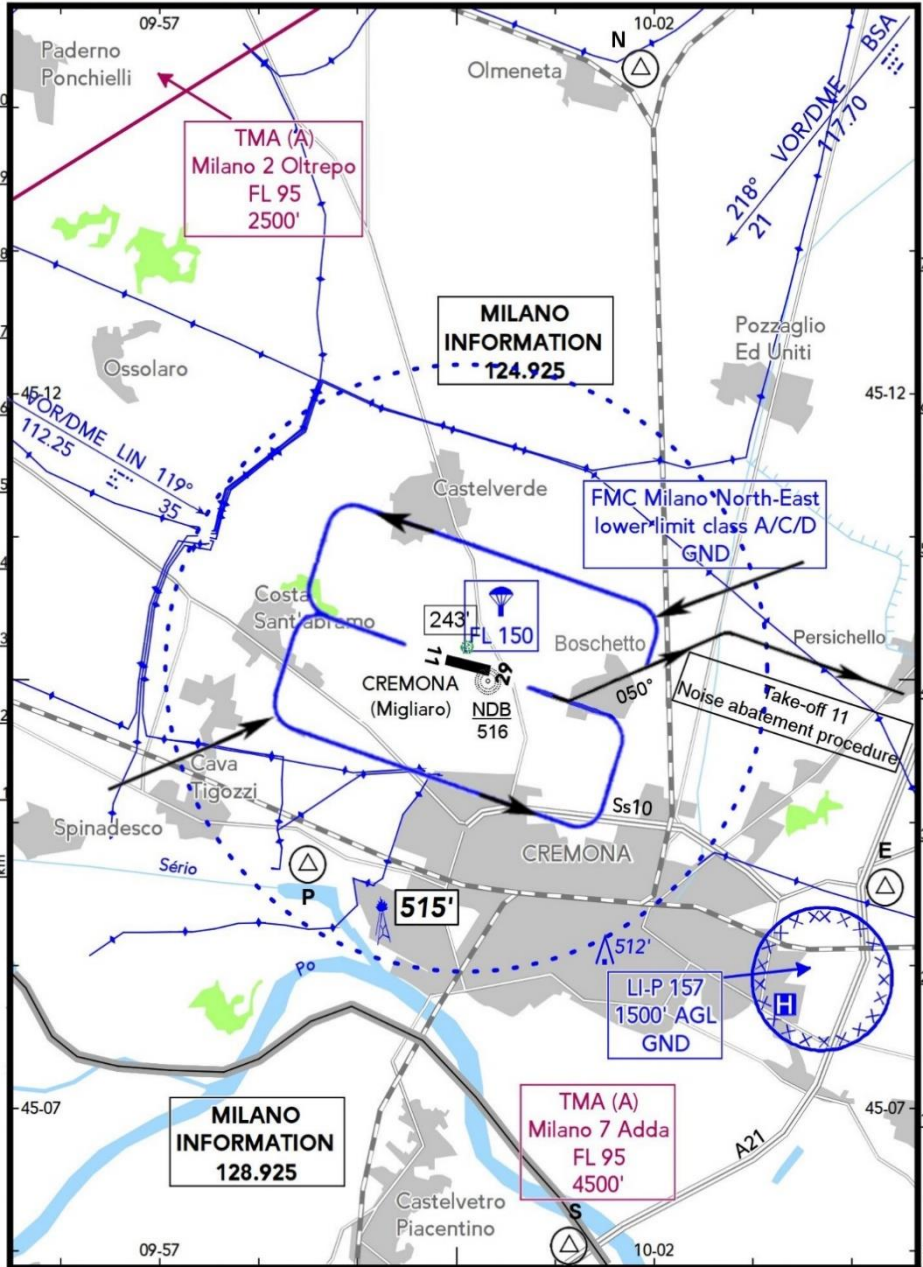 09-57
10-02
N
Paderno
Ponchielli
Olmeneta
BSA
VOR/DME
117.70
218°
21
TMA (A)
Milano 2 Oltrepo
FL 95
2500'
MILANO
INFORMATION
124.925
Pozzaglio
Ed Uniti
Ossolaro
45-12
45-12
VOR/DME LIN 119°
112.25
35
Castelverde
FMC Milano North-East
lower limit class A/C/D
GND
Costa
Sant'abramo
243'
FL 150
Boschetto
Persichello
11
29
CREMONA
(Migliaro)
NDB
516
050°
Take-off 11
Noise abatement procedure
Cava
Tigozzi
Spinadesco
Ss10
CREMONA
Sério
P
E
515'
512'
Po
LI-P 157
1500' AGL
GND
H
45-07
45-07
MILANO
INFORMATION
128.925
TMA (A)
Milano 7 Adda
FL 95
4500'
A21
Castelvetro
Piacentino
S
09-57
10-02